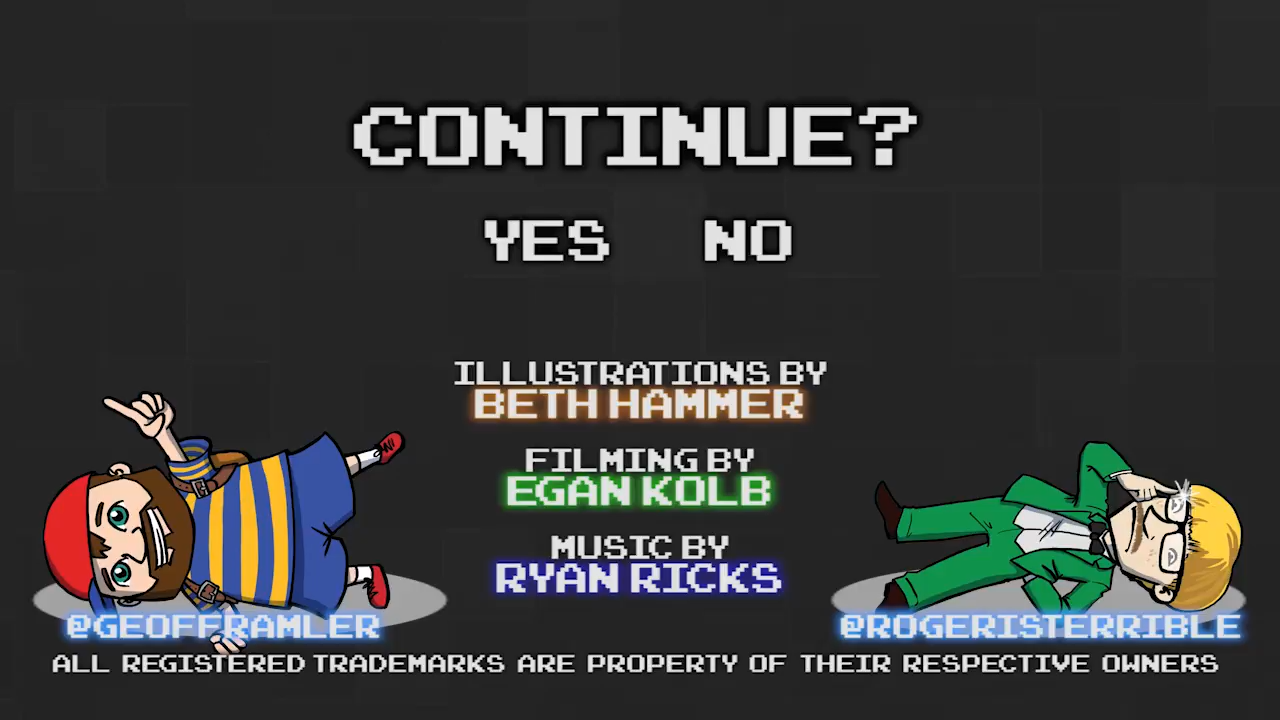 CONTINUE?
YES NO
ILLUSTRATIONS BY
BETH HAMMER
FILMING BY
EGAN KOLB
MUSIC BY
RYAN RICKS
@GEOFFRAMLER
@ROGERISTERRIBLE
ALL REGISTERED TRADEMARKS ARE PROPERTY OF THEIR RESPECTIVE OWNERS